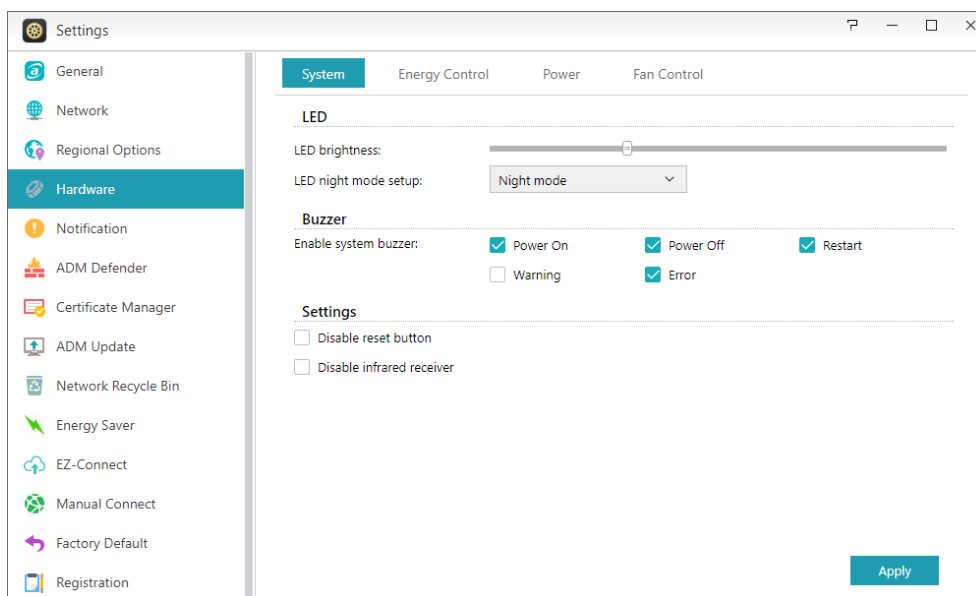 Settings
General
Network
Regional Options
Hardware
Notification
ADM Defender
Certificate Manager
ADM Update
Network Recycle Bin
Energy Saver
EZ-Connect
Manual Connect
Factory Default
Registration
System Energy Control Power Fan Control
LED
LED brightness:
LED night mode setup: Night mode
Buzzer
Enable system buzzer: Power On Power Off Restart
Warning Error
Settings
Disable reset button
Disable infrared receiver
Apply